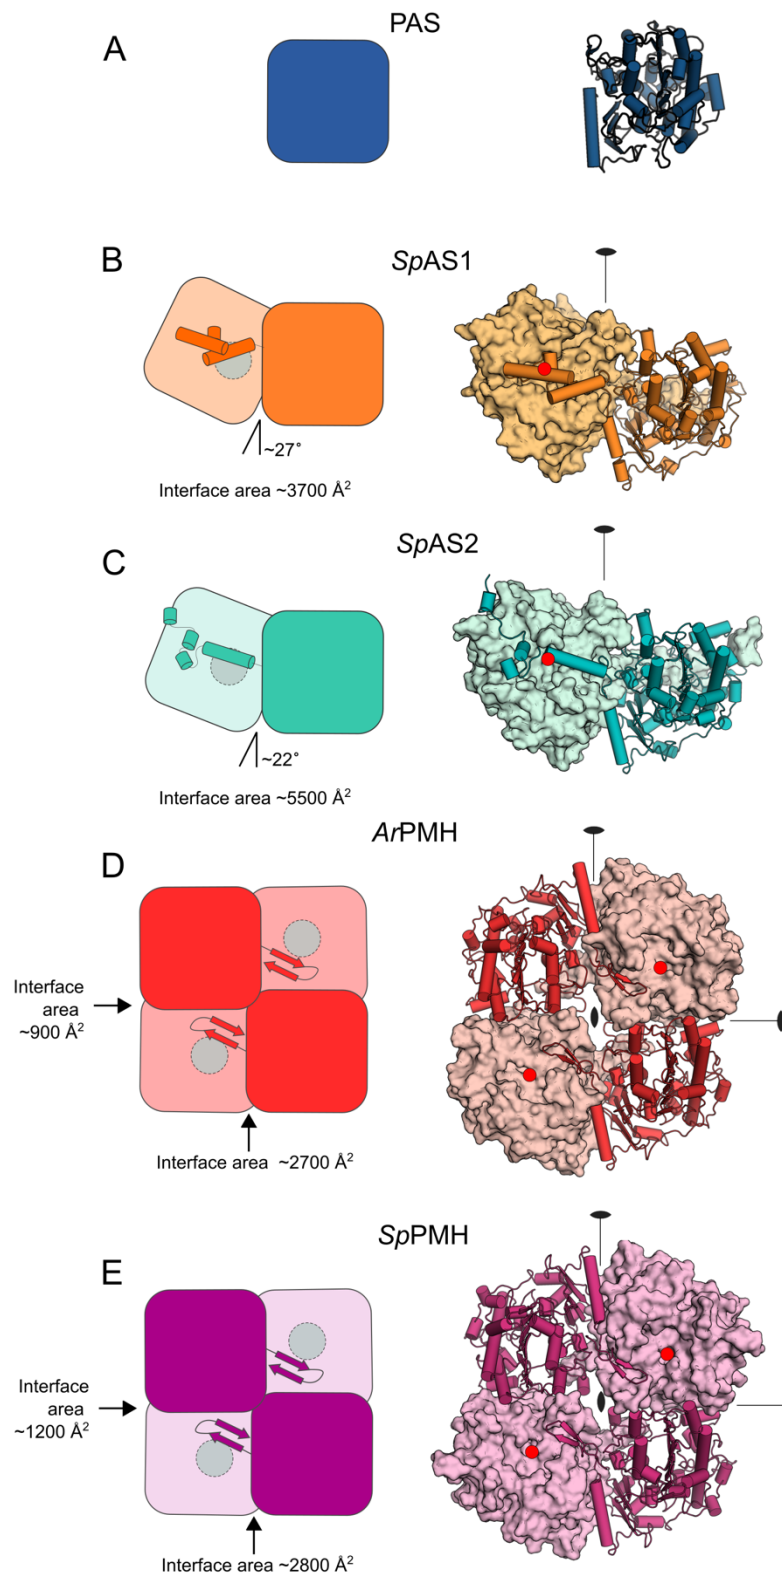 PAS
A
B
SpAS1
~27°
Interface area ~3700 Å²
SpAS2
C
~22°
Interface area ~5500 Å²
ArPMH
D
Interface
area
~900 Å²
Interface area ~2700 Å²
SpPMH
E
Interface
area
~1200 Å²
Interface area ~2800 Å²